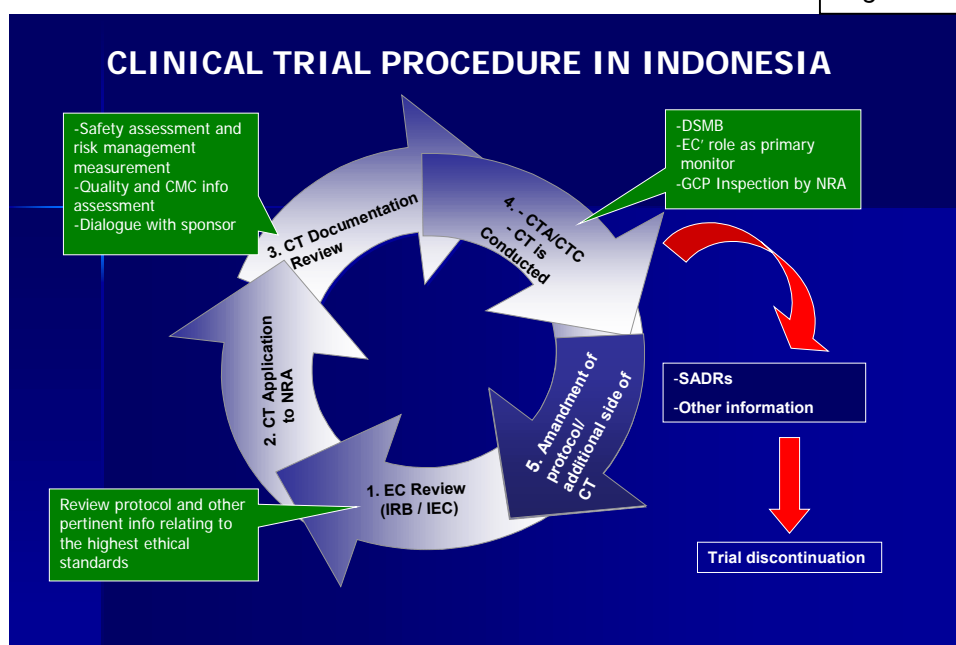 CLINICAL TRIAL PROCEDURE IN INDONESIA
-Safety assessment and
risk management
measurement
-Quality and CMC info
assessment
-Dialogue with sponsor
-DSMB
-EC' role as primary
monitor
-GCP Inspection by NRA
3. CT Documentation
Review
4. - CTA/CTC
- CT is
Conducted
2. CT Application
to NRA
5. Amandment of
protocol/
additional side of
CT
1. EC Review
(IRB / IEC)
Review protocol and other
pertinent info relating to
the highest ethical
standards
-SADRs
-Other information
Trial discontinuation